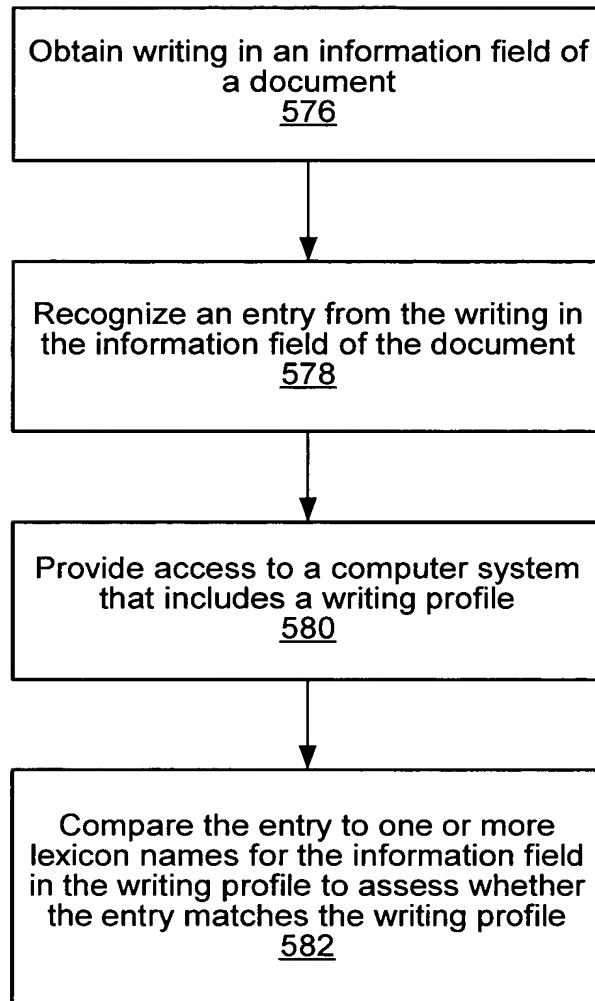 Obtain writing in an information field of
a document
576
Recognize an entry from the writing in
the information field of the document
578
Provide access to a computer system
that includes a writing profile
580
Compare the entry to one or more
lexicon names for the information field
in the writing profile to assess whether
the entry matches the writing profile
582